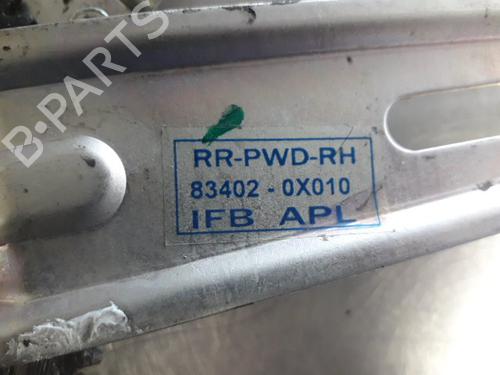 B-PARTS
RR-PWD-RH
83402-0X010
IFB APL